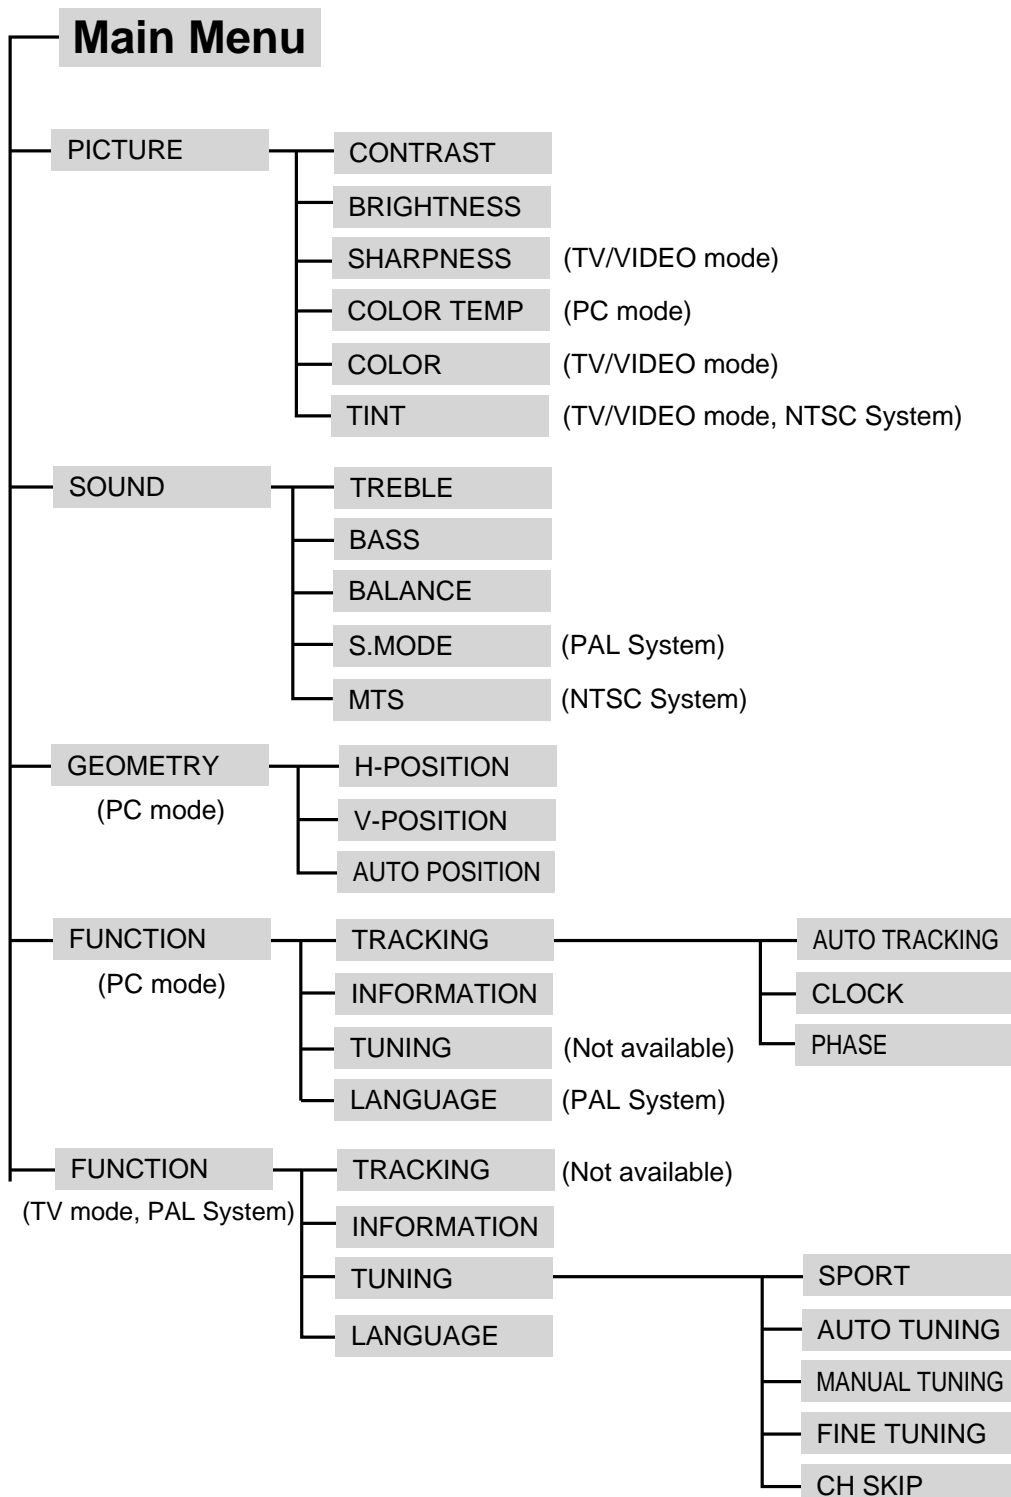 Main Menu
PICTURE
CONTRAST
BRIGHTNESS
SHARPNESS (TV/VIDEO mode)
COLOR TEMP (PC mode)
COLOR (TV/VIDEO mode)
TINT (TV/VIDEO mode, NTSC System)
SOUND
TREBLE
BASS
BALANCE
S.MODE (PAL System)
MTS (NTSC System)
GEOMETRY
(PC mode)
H-POSITION
V-POSITION
AUTO POSITION
FUNCTION
(PC mode)
TRACKING
AUTO TRACKING
CLOCK
PHASE
INFORMATION
TUNING (Not available)
LANGUAGE (PAL System)
FUNCTION
(TV mode, PAL System)
TRACKING (Not available)
INFORMATION
TUNING
SPORT
AUTO TUNING
MANUAL TUNING
FINE TUNING
CH SKIP
LANGUAGE